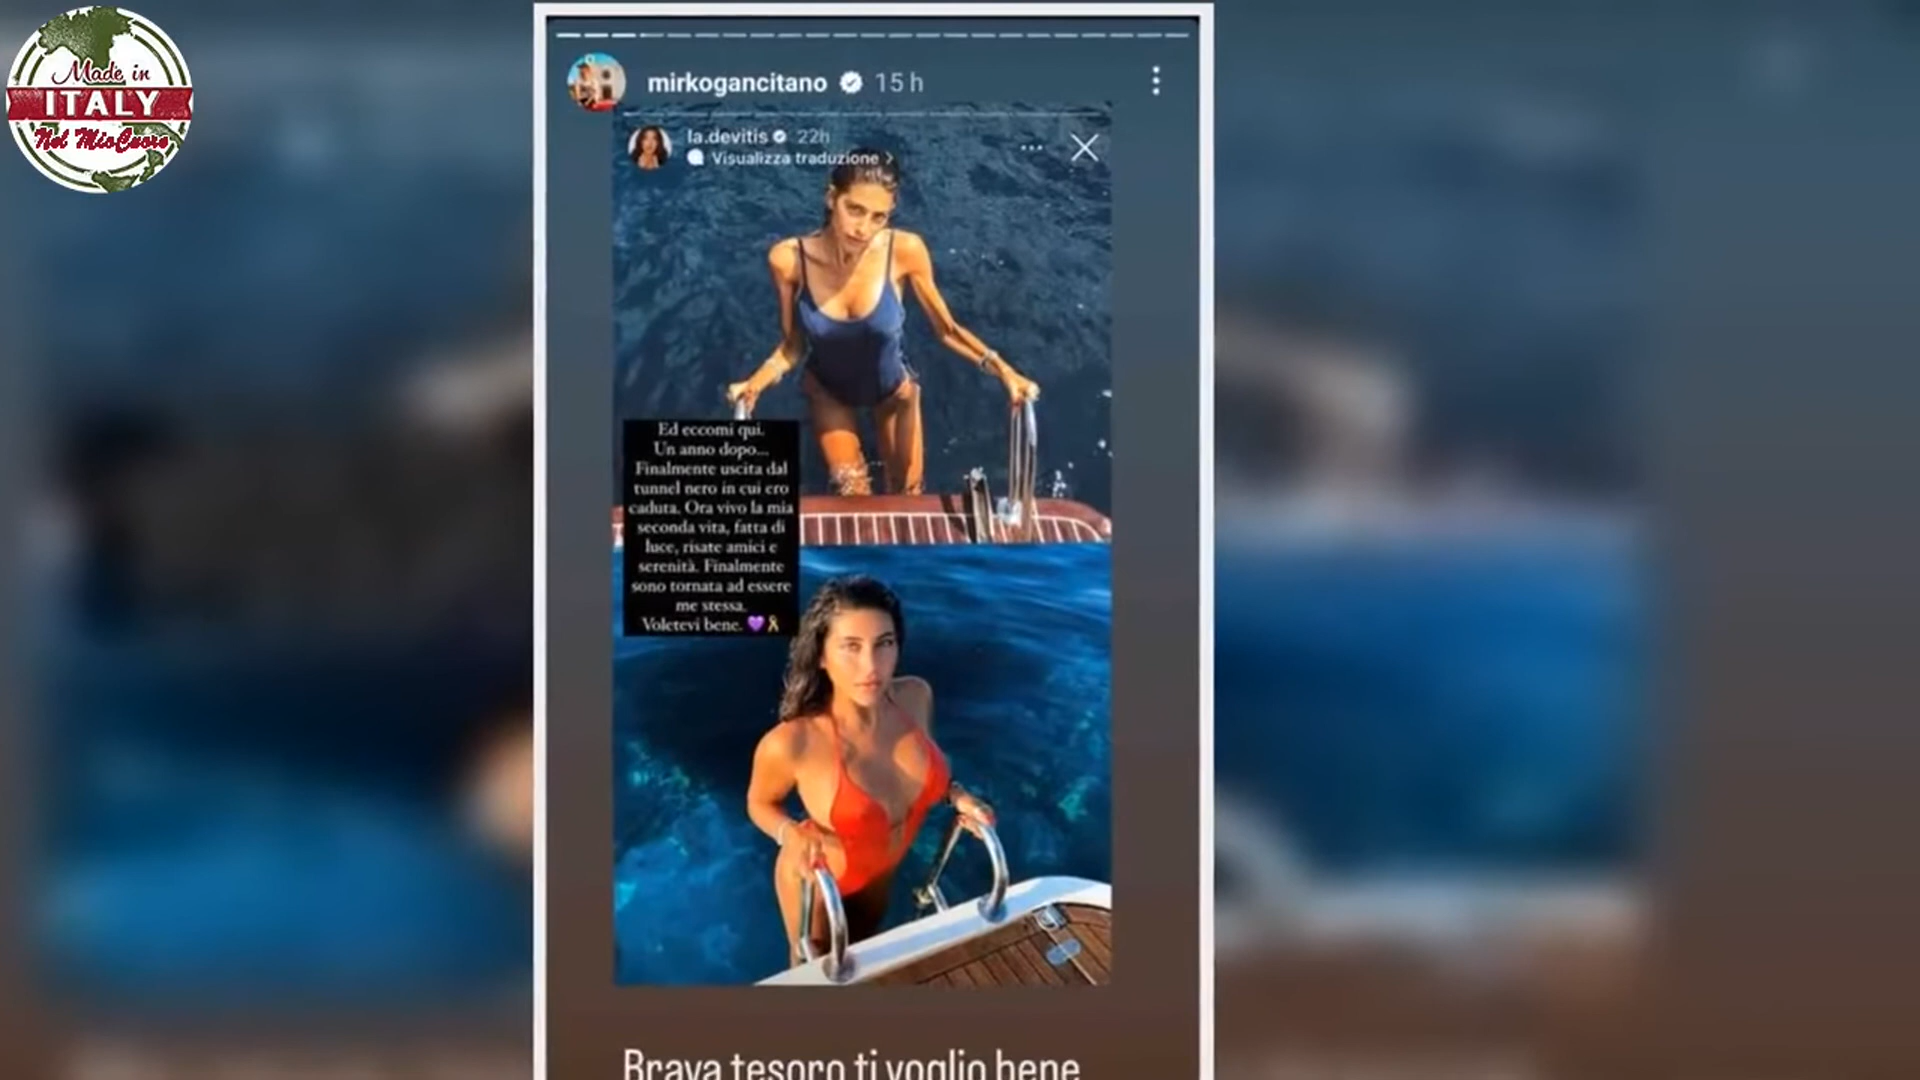 Made in
ITALY
Nel Mio Cuore
mirkogancitano 15 h
la.devitis 22h
Visualizza traduzione >
Ed eccomi qui.
Un anno dopo...
Finalmente uscita dal
tunnel nero in cui ero
caduta. Ora vivo la mia
seconda vita, fatta di
luce, risate amici e
serenità. Finalmente
sono tornata ad essere
me stessa.
Voletevi bene. 💜🎗
Brava tesoro ti voglio bene